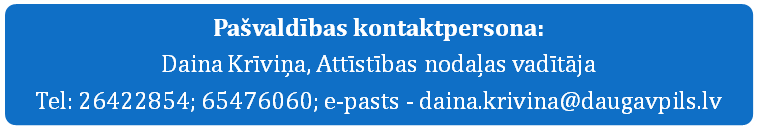 Pašvaldības kontaktpersona:
Daina Krīviņa, Attīstības nodaļas vadītāja
Tel: 26422854; 65476060; e-pasts - daina.krivina@daugavpils.lv